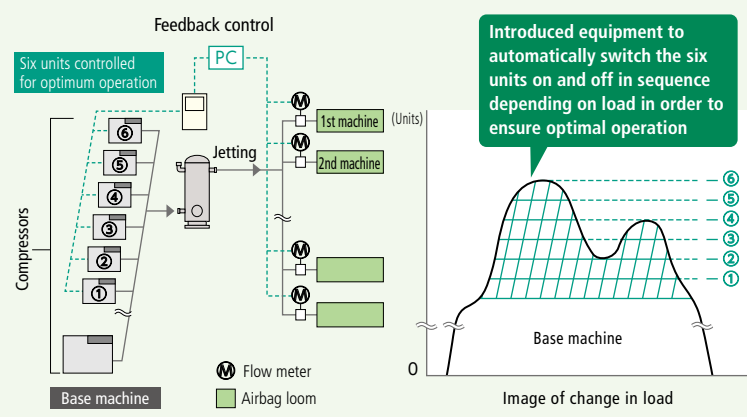 Feedback control
Six units controlled
for optimum operation
PC
Compressors
⑥
⑤
④
③
②
①
Base machine
Jetting
M
1st machine
M
2nd machine
M
M
M Flow meter
Airbag loom
Introduced equipment to
automatically switch the six
units on and off in sequence
depending on load in order to
ensure optimal operation
(Units)
⑥
⑤
④
③
②
①
Base machine
0
Image of change in load